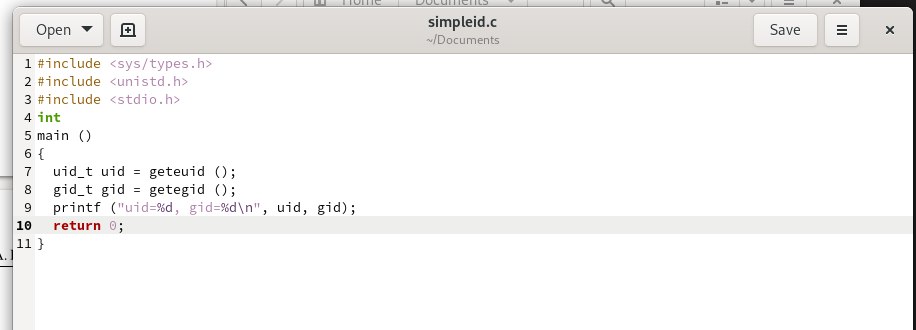 Home Documents
Open simpleid.c Save
~/Documents
1 #include <sys/types.h>
2 #include <unistd.h>
3 #include <stdio.h>
4 int
5 main ()
6 {
7   uid_t uid = geteuid ();
8   gid_t gid = getegid ();
9   printf ("uid=%d, gid=%d\n", uid, gid);
10   return 0;
11 }